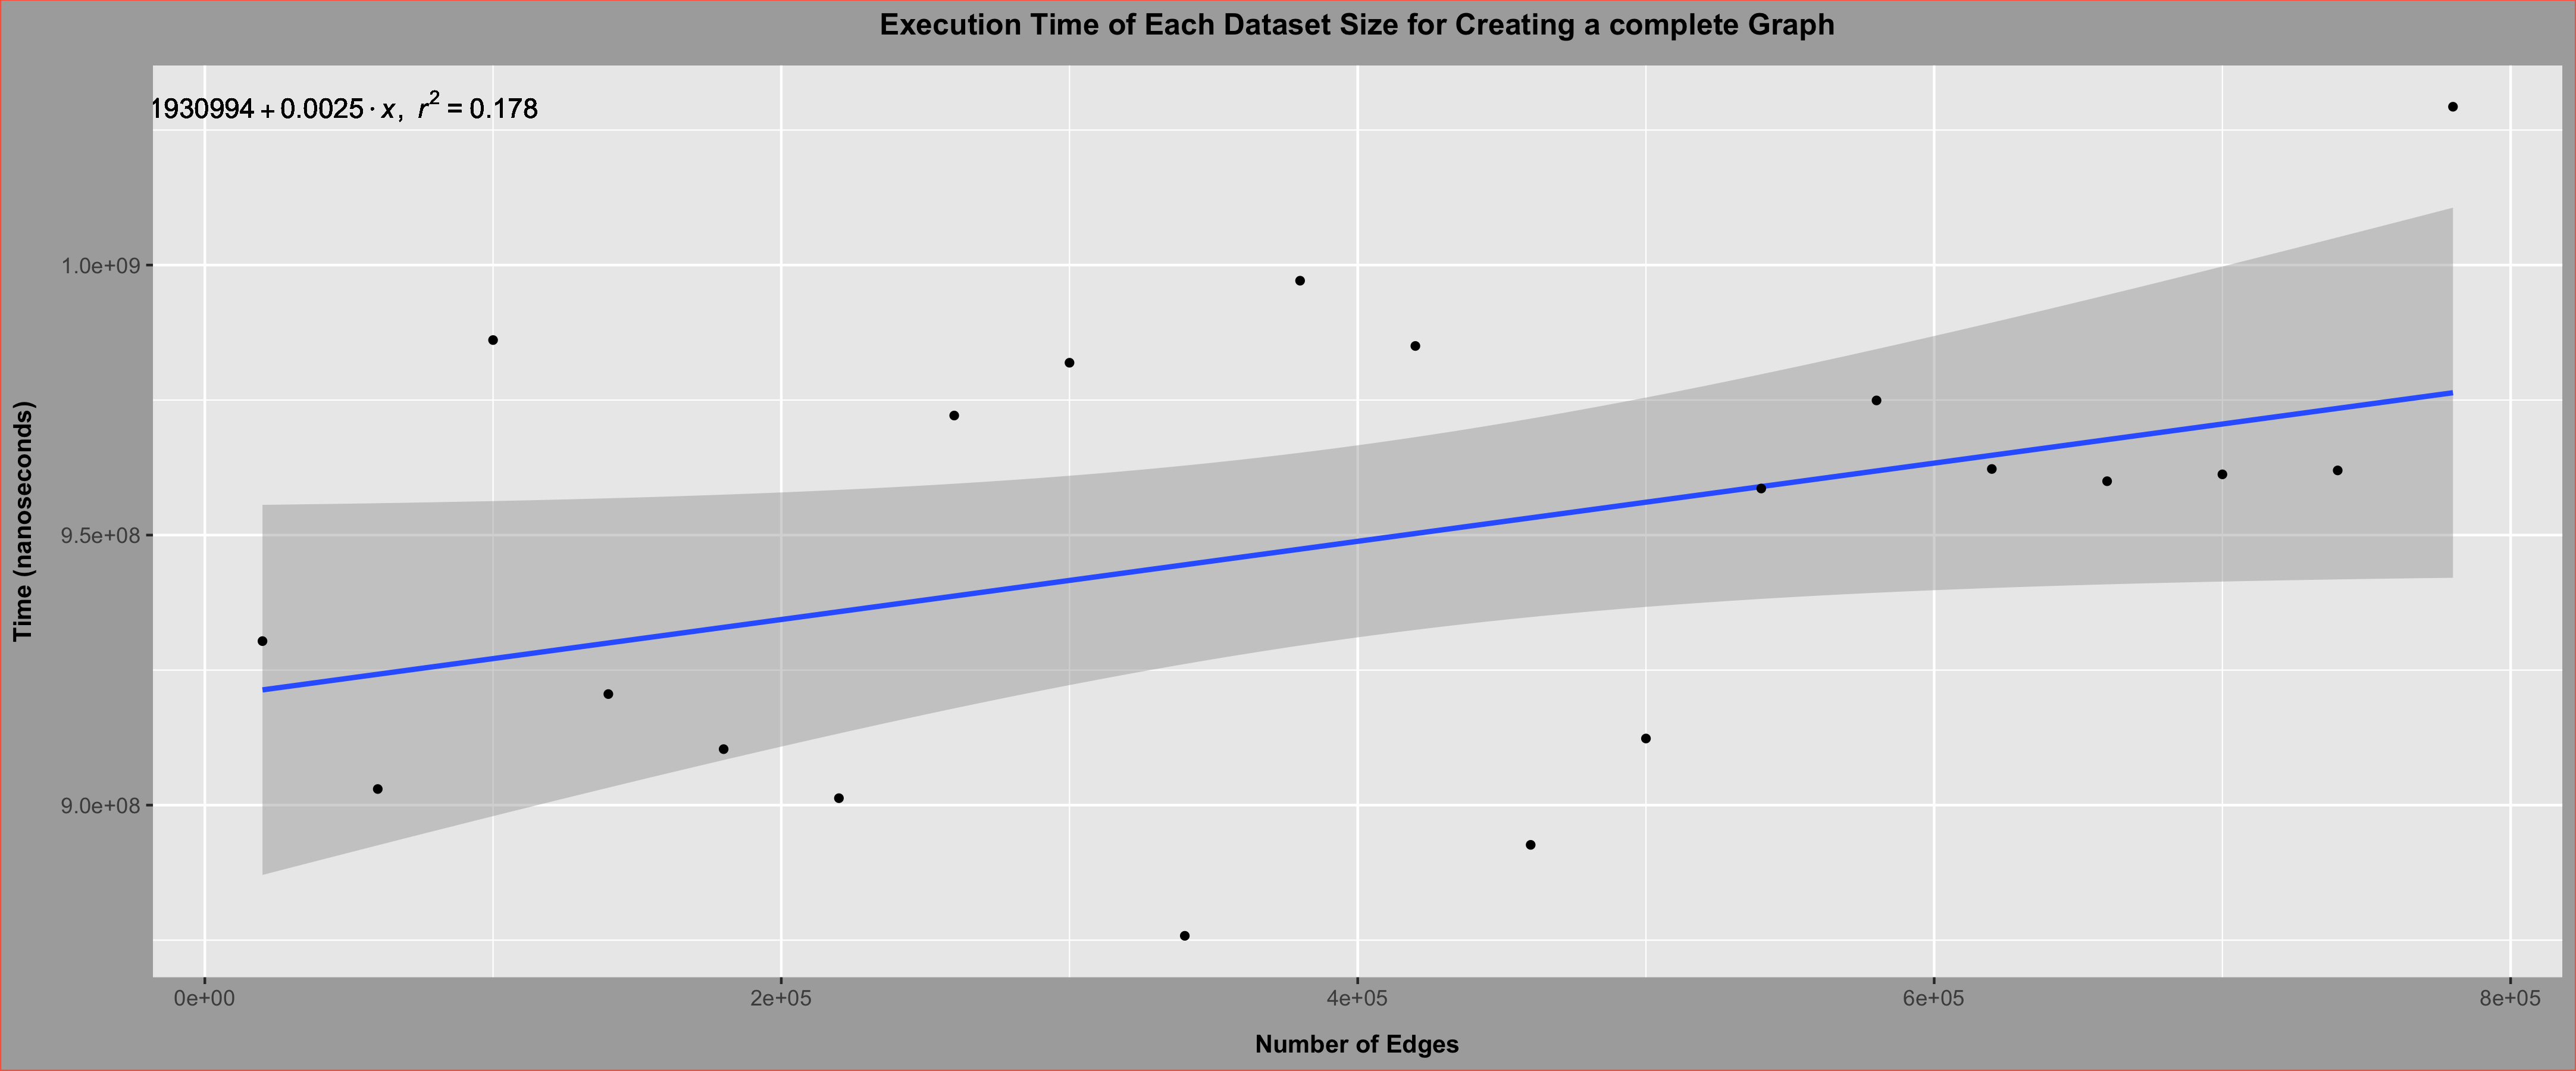 Execution Time of Each Dataset Size for Creating a complete Graph
1930994 + 0.0025 · x, r² = 0.178
1.0e+09
9.5e+08
9.0e+08
Time (nanoseconds)
0e+00 2e+05 4e+05 6e+05 8e+05
Number of Edges